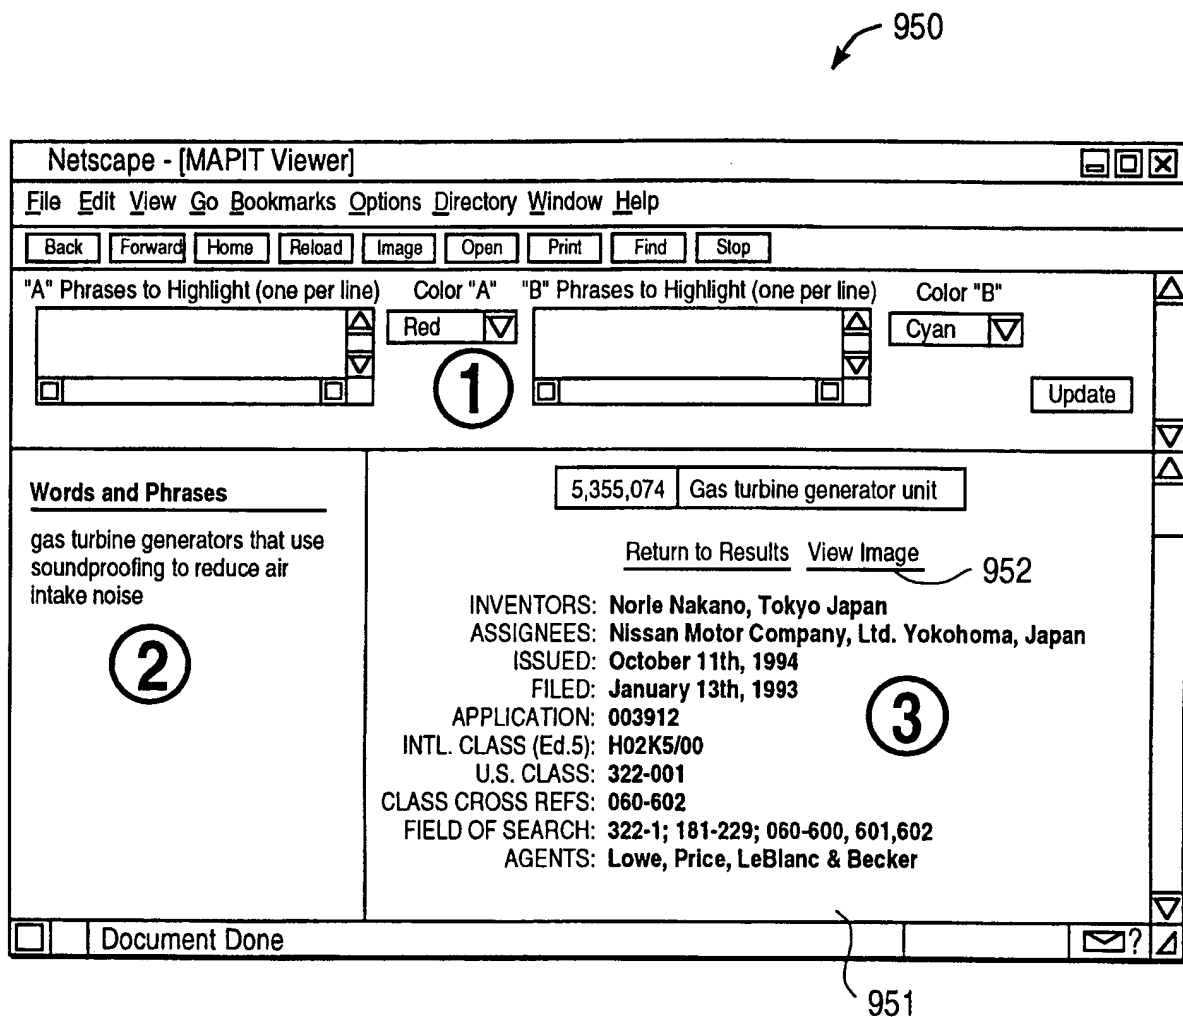 950
Netscape - [MAPIT Viewer]
File Edit View Go Bookmarks Options Directory Window Help
Back Forward Home Reload Image Open Print Find Stop
"A" Phrases to Highlight (one per line) Color "A" "B" Phrases to Highlight (one per line) Color "B"
Red Cyan
1
Update
Words and Phrases
gas turbine generators that use
soundproofing to reduce air
intake noise
2
5,355,074 Gas turbine generator unit
Return to Results View Image
952
INVENTORS: Norle Nakano, Tokyo Japan
ASSIGNEES: Nissan Motor Company, Ltd. Yokohoma, Japan
ISSUED: October 11th, 1994
FILED: January 13th, 1993
3
APPLICATION: 003912
INTL. CLASS (Ed.5): H02K5/00
U.S. CLASS: 322-001
CLASS CROSS REFS: 060-602
FIELD OF SEARCH: 322-1; 181-229; 060-600, 601,602
AGENTS: Lowe, Price, LeBlanc & Becker
Document Done
?
951